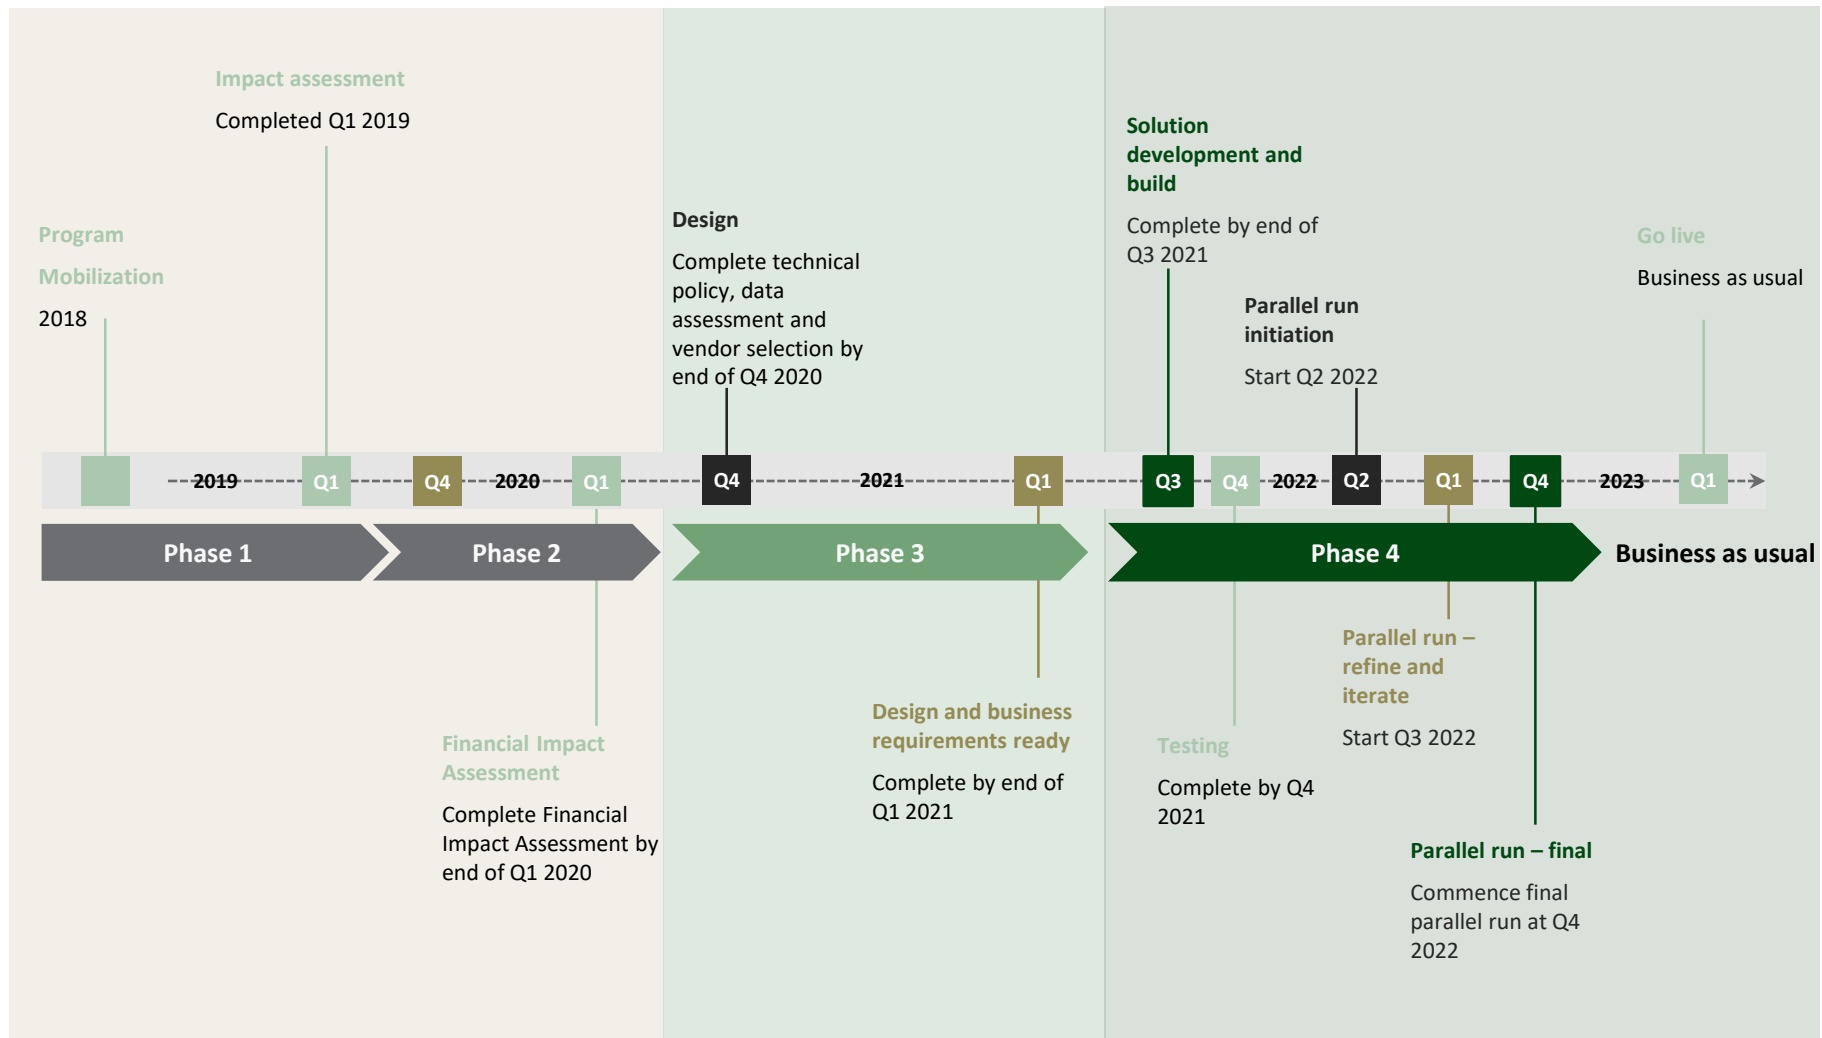 Impact assessment
Completed Q1 2019
Program
Mobilization
2018
Design
Complete technical
policy, data
assessment and
vendor selection by
end of Q4 2020
Solution
development and
build
Complete by end of
Q3 2021
Parallel run
initiation
Start Q2 2022
Go live
Business as usual
2019
Q1
Q4
2020
Q1
Q4
2021
Q1
Q3
Q4
2022
Q2
Q1
Q4
2023
Q1
Phase 1
Phase 2
Phase 3
Phase 4
Business as usual
Financial Impact
Assessment
Complete Financial
Impact Assessment by
end of Q1 2020
Design and business
requirements ready
Complete by end of
Q1 2021
Testing
Complete by Q4
2021
Parallel run –
refine and
iterate
Start Q3 2022
Parallel run – final
Commence final
parallel run at Q4
2022